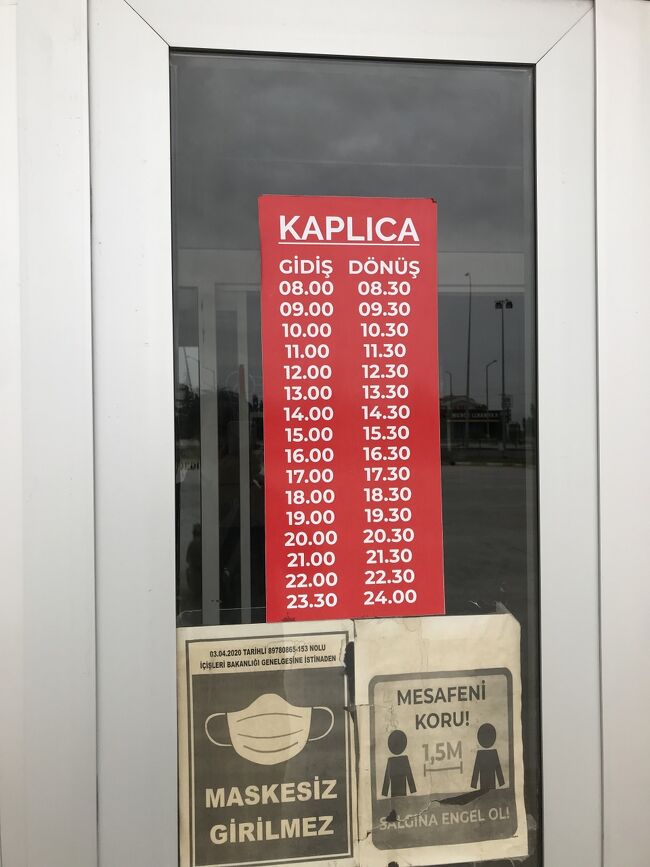 KAPLICA
GİDİŞ DÖNÜŞ
08.00 08.30
09.00 09.30
10.00 10.30
11.00 11.30
12.00 12.30
13.00 13.30
14.00 14.30
15.00 15.30
16.00 16.30
17.00 17.30
18.00 18.30
19.00 19.30
20.00 20.30
21.00 21.30
22.00 22.30
23.30 24.00
03.04.2020 TARİHLİ 89780865-153 NOLU
İÇİŞLERİ BAKANLIĞI GENELGESİNE İSTİNADEN
MASKESİZ
GİRİLMEZ
MESAFENİ
KORU!
1,5M
SALGINA ENGEL OL!